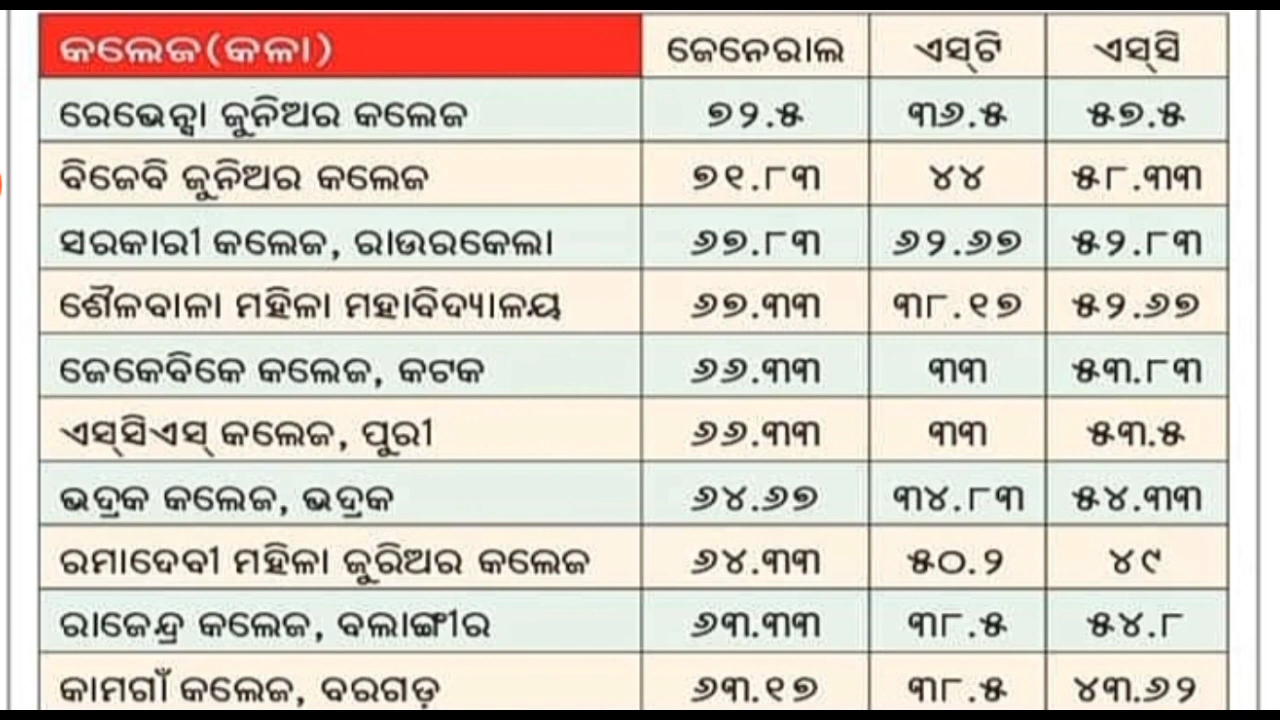 କଲେଜ(କଳା) ଜେନେରାଲ ଏସ୍‌ଟି ଏସ୍‌ସି
ରେଭେନ୍ସା ଜୁନିଅର କଲେଜ ୭୨.୫ ୩୬.୫ ୫୭.୫
ବିଜେବି ଜୁନିଅର କଲେଜ ୭୧.୮୩ ୪୪ ୫୮.୩୩
ସରକାରୀ କଲେଜ, ରାଉରକେଲା ୬୭.୮୩ ୬୨.୬୭ ୫୨.୮୩
ଶୈଳବାଳା ମହିଳା ମହାବିଦ୍ୟାଳୟ ୬୭.୩୩ ୩୮.୧୭ ୫୨.୬୭
ଜେକେବିକେ କଲେଜ, କଟକ ୬୬.୩୩ ୩୩ ୫୩.୮୩
ଏସ୍‌ସିଏସ୍ କଲେଜ, ପୁରୀ ୬୬.୩୩ ୩୩ ୫୩.୫
ଭଦ୍ରକ କଲେଜ, ଭଦ୍ରକ ୬୪.୬୭ ୩୪.୮୩ ୫୪.୩୩
ରମାଦେବୀ ମହିଳା ଜୁରିଅର କଲେଜ ୬୪.୩୩ ୫୦.୨ ୪୯
ରାଜେନ୍ଦ୍ର କଲେଜ, ବଲାଙ୍ଗୀର ୬୩.୩୩ ୩୮.୫ ୫୪.୮
କାମଗାଁ କଲେଜ, ବରଗଡ଼ ୬୩.୧୭ ୩୮.୫ ୪୩.୬୨